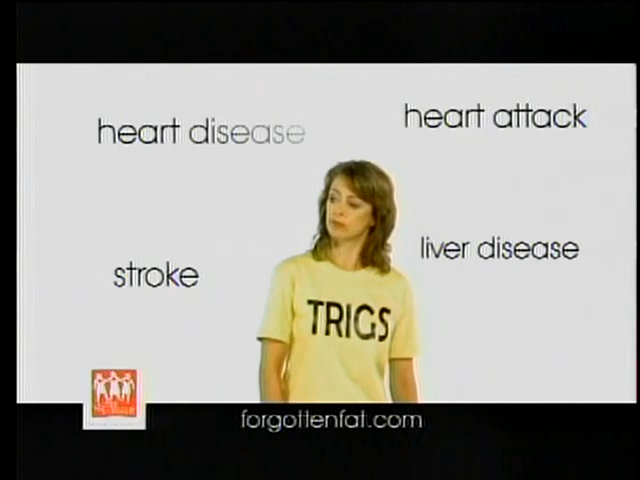 heart attack
heart disease
liver disease
stroke
TRIGS
forgottenfat.com